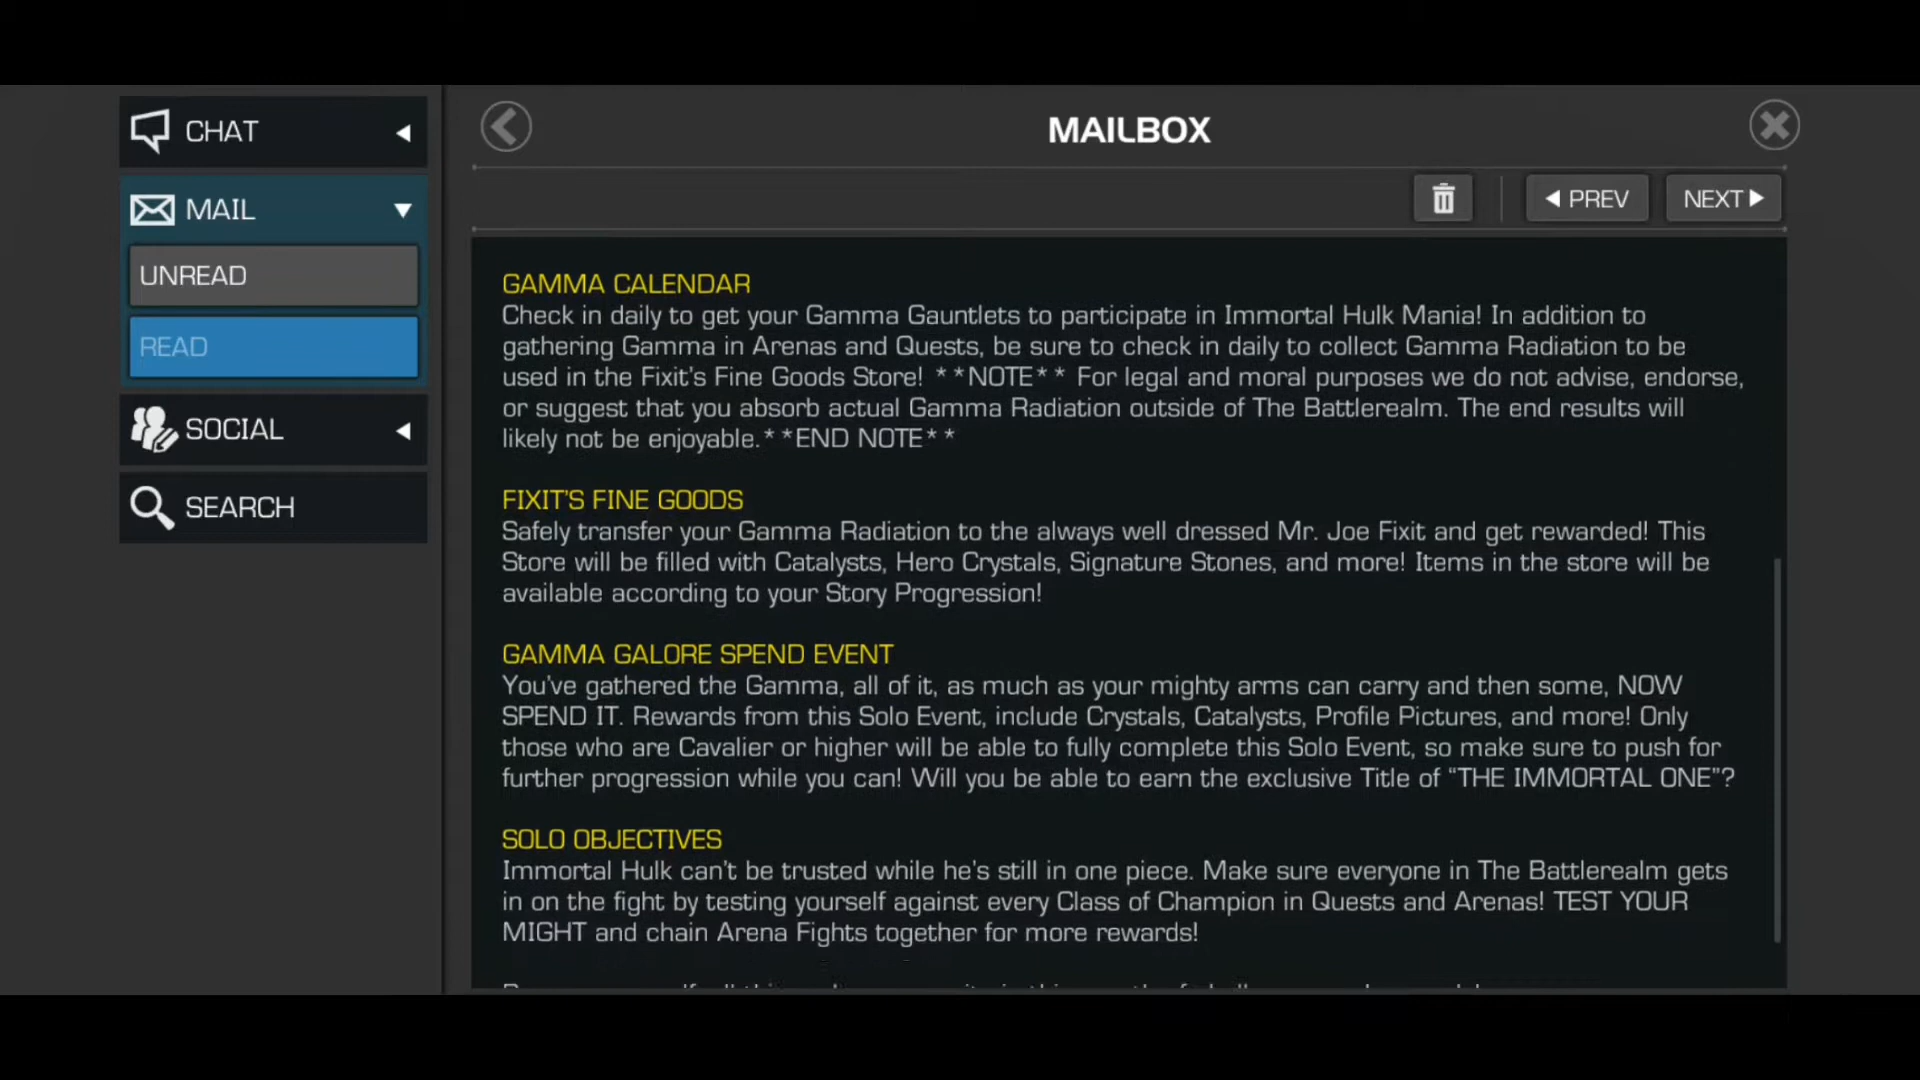 CHAT
MAIL
UNREAD
READ
SOCIAL
SEARCH
MAILBOX
PREV
NEXT
GAMMA CALENDAR
Check in daily to get your Gamma Gauntlets to participate in Immortal Hulk Mania! In addition to
gathering Gamma in Arenas and Quests, be sure to check in daily to collect Gamma Radiation to be
used in the Fixit's Fine Goods Store! **NOTE** For legal and moral purposes we do not advise, endorse,
or suggest that you absorb actual Gamma Radiation outside of The Battlerealm. The end results will
likely not be enjoyable.**END NOTE**
FIXIT'S FINE GOODS
Safely transfer your Gamma Radiation to the always well dressed Mr. Joe Fixit and get rewarded! This
Store will be filled with Catalysts, Hero Crystals, Signature Stones, and more! Items in the store will be
available according to your Story Progression!
GAMMA GALORE SPEND EVENT
You've gathered the Gamma, all of it, as much as your mighty arms can carry and then some, NOW
SPEND IT. Rewards from this Solo Event, include Crystals, Catalysts, Profile Pictures, and more! Only
those who are Cavalier or higher will be able to fully complete this Solo Event, so make sure to push for
further progression while you can! Will you be able to earn the exclusive Title of “THE IMMORTAL ONE”?
SOLO OBJECTIVES
Immortal Hulk can't be trusted while he's still in one piece. Make sure everyone in The Battlerealm gets
in on the fight by testing yourself against every Class of Champion in Quests and Arenas! TEST YOUR
MIGHT and chain Arena Fights together for more rewards!